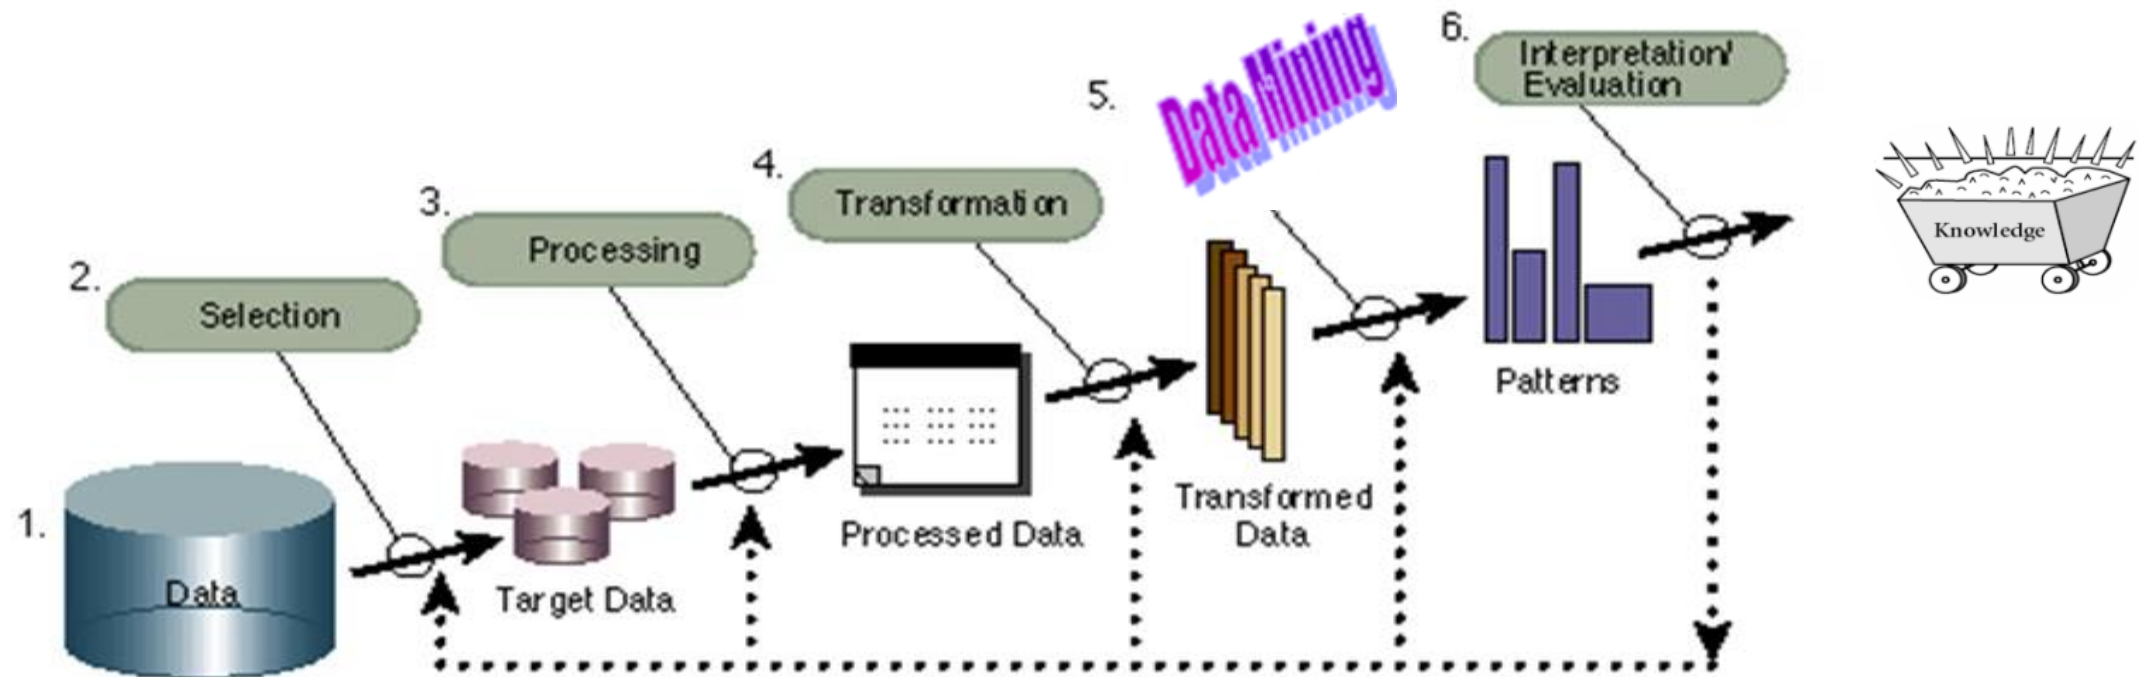 1.
Data
2.
Selection
Target Data
3.
Processing
Processed Data
4.
Transformation
Transformed
Data
5.
Data Mining
Patterns
6.
Interpretation/
Evaluation
Knowledge